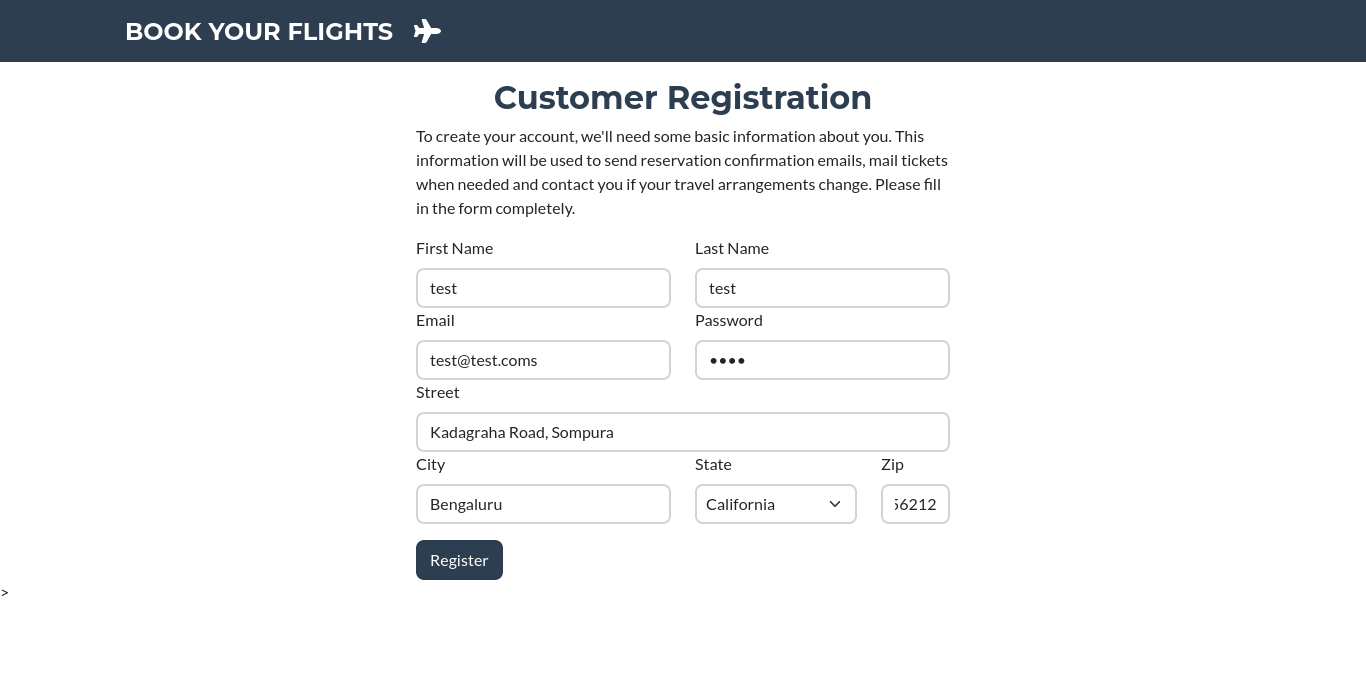 BOOK YOUR FLIGHTS
Customer Registration
To create your account, we'll need some basic information about you. This
information will be used to send reservation confirmation emails, mail tickets
when needed and contact you if your travel arrangements change. Please fill
in the form completely.
First Name Last Name
test test
Email Password
test@test.coms ••••
Street
Kadagraha Road, Sompura
City State Zip
Bengaluru California 56212
Register
>